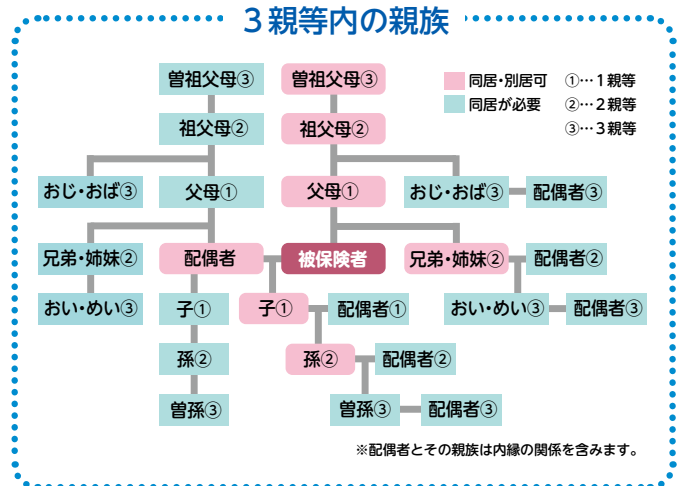 3親等内の親族
同居・別居可 ①…1親等
同居が必要 ②…2親等
③…3親等
曽祖父母③ 曽祖父母③
祖父母② 祖父母②
おじ・おば③ 父母① 父母① おじ・おば③ 配偶者③
兄弟・姉妹② 配偶者 被保険者 兄弟・姉妹② 配偶者②
おい・めい③ 子① 子① 配偶者① おい・めい③ 配偶者③
孫② 孫② 配偶者②
曽孫③ 曽孫③ 配偶者③
※配偶者とその親族は内縁の関係を含みます。